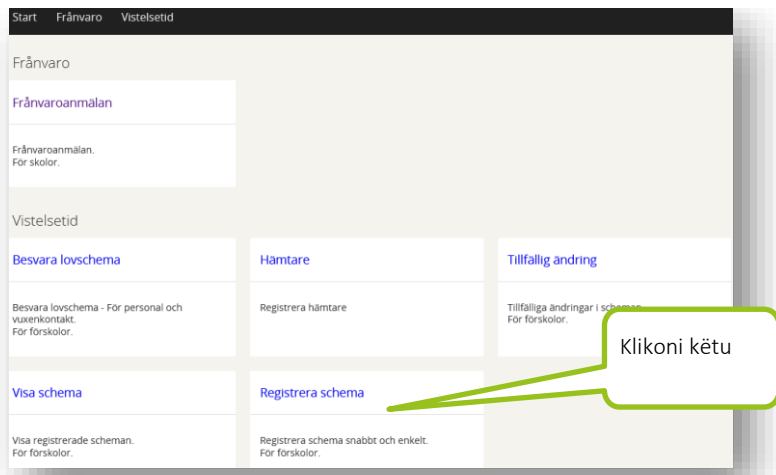 Start Frånvaro Vistelsetid
Frånvaro
Frånvaroanmälan
Frånvaroanmälan.
För skolor.
Vistelsetid
Besvara lovschema
Besvara lovschema - För personal och
vuxenkontakt.
För förskolor.
Hämtare
Registrera hämtare
Tillfällig ändring
Tillfälliga ändringar i scheman.
För förskolor.
Klikoni këtu
Visa schema
Visa registrerade scheman.
För förskolor.
Registrera schema
Registrera schema snabbt och enkelt.
För förskolor.